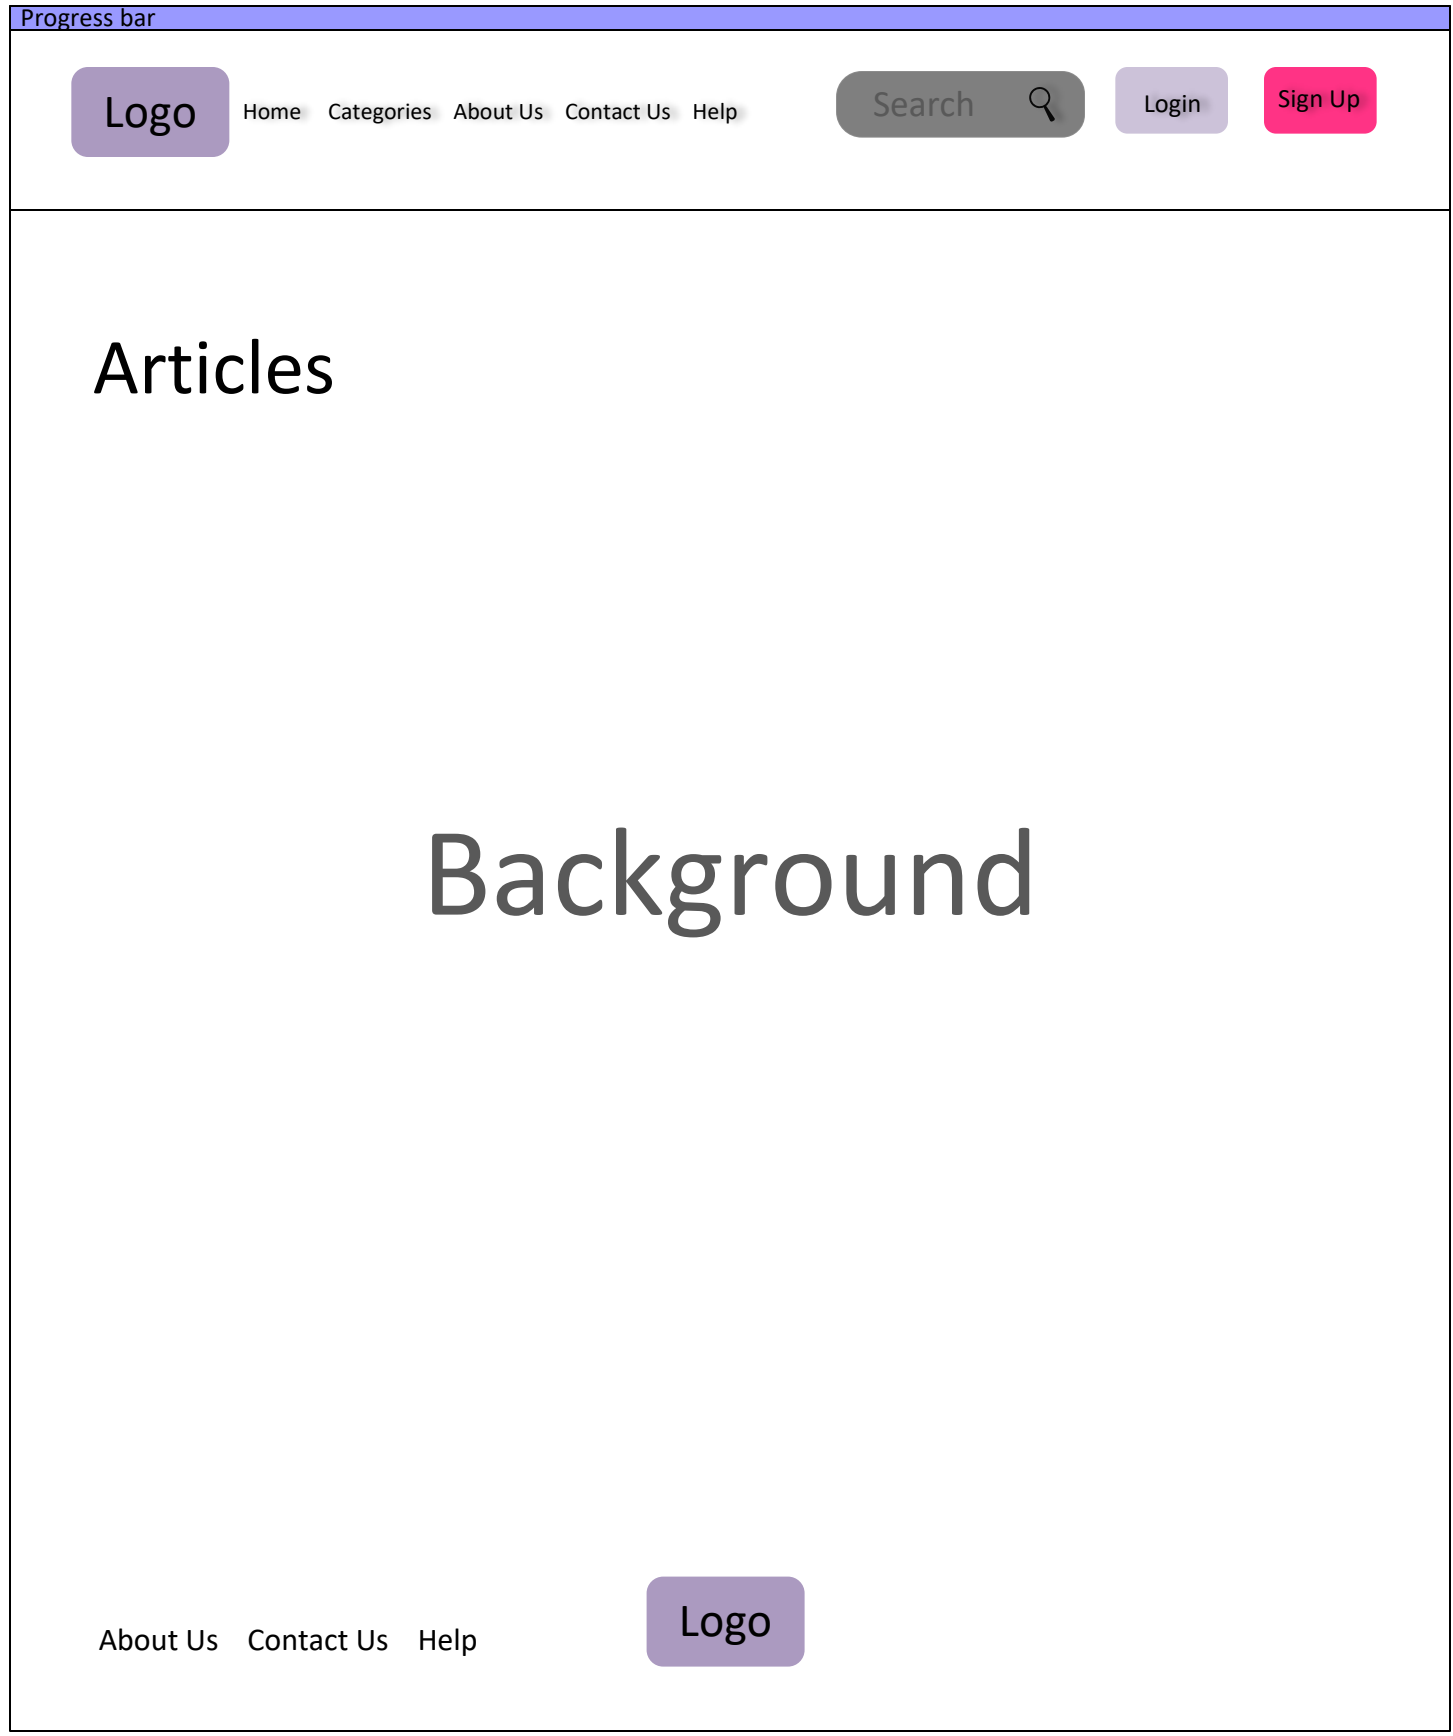 Progress bar
Logo Home Categories About Us Contact Us Help Search Login Sign Up
Articles
Background
About Us Contact Us Help Logo